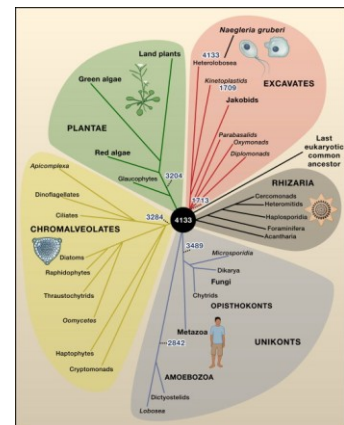 4133
Naegleria gruberi
Heterolobosea
Kinetoplastids
1709
EXCAVATES
Jakobids
Parabasalids
Oxymonads
Diplomonads
1713
Last
eukaryotic
common
ancestor
Land plants
Green algae
PLANTAE
Red algae
3204
Glaucophytes
RHIZARIA
Cercomonads
Heteromitids
Haplosporidia
Foraminifera
Acantharia
Apicomplexa
Dinoflagellates
Ciliates
3284
4133
CHROMALVEOLATES
Diatoms
Raphidophytes
Thraustochytrids
Oomycetes
Haptophytes
Cryptomonads
3489
Microsporidia
Dikarya
Fungi
Chytrids
OPISTHOKONTS
Metazoa
UNIKONTS
2842
AMOEBOZOA
Dictyostelids
Lobosea